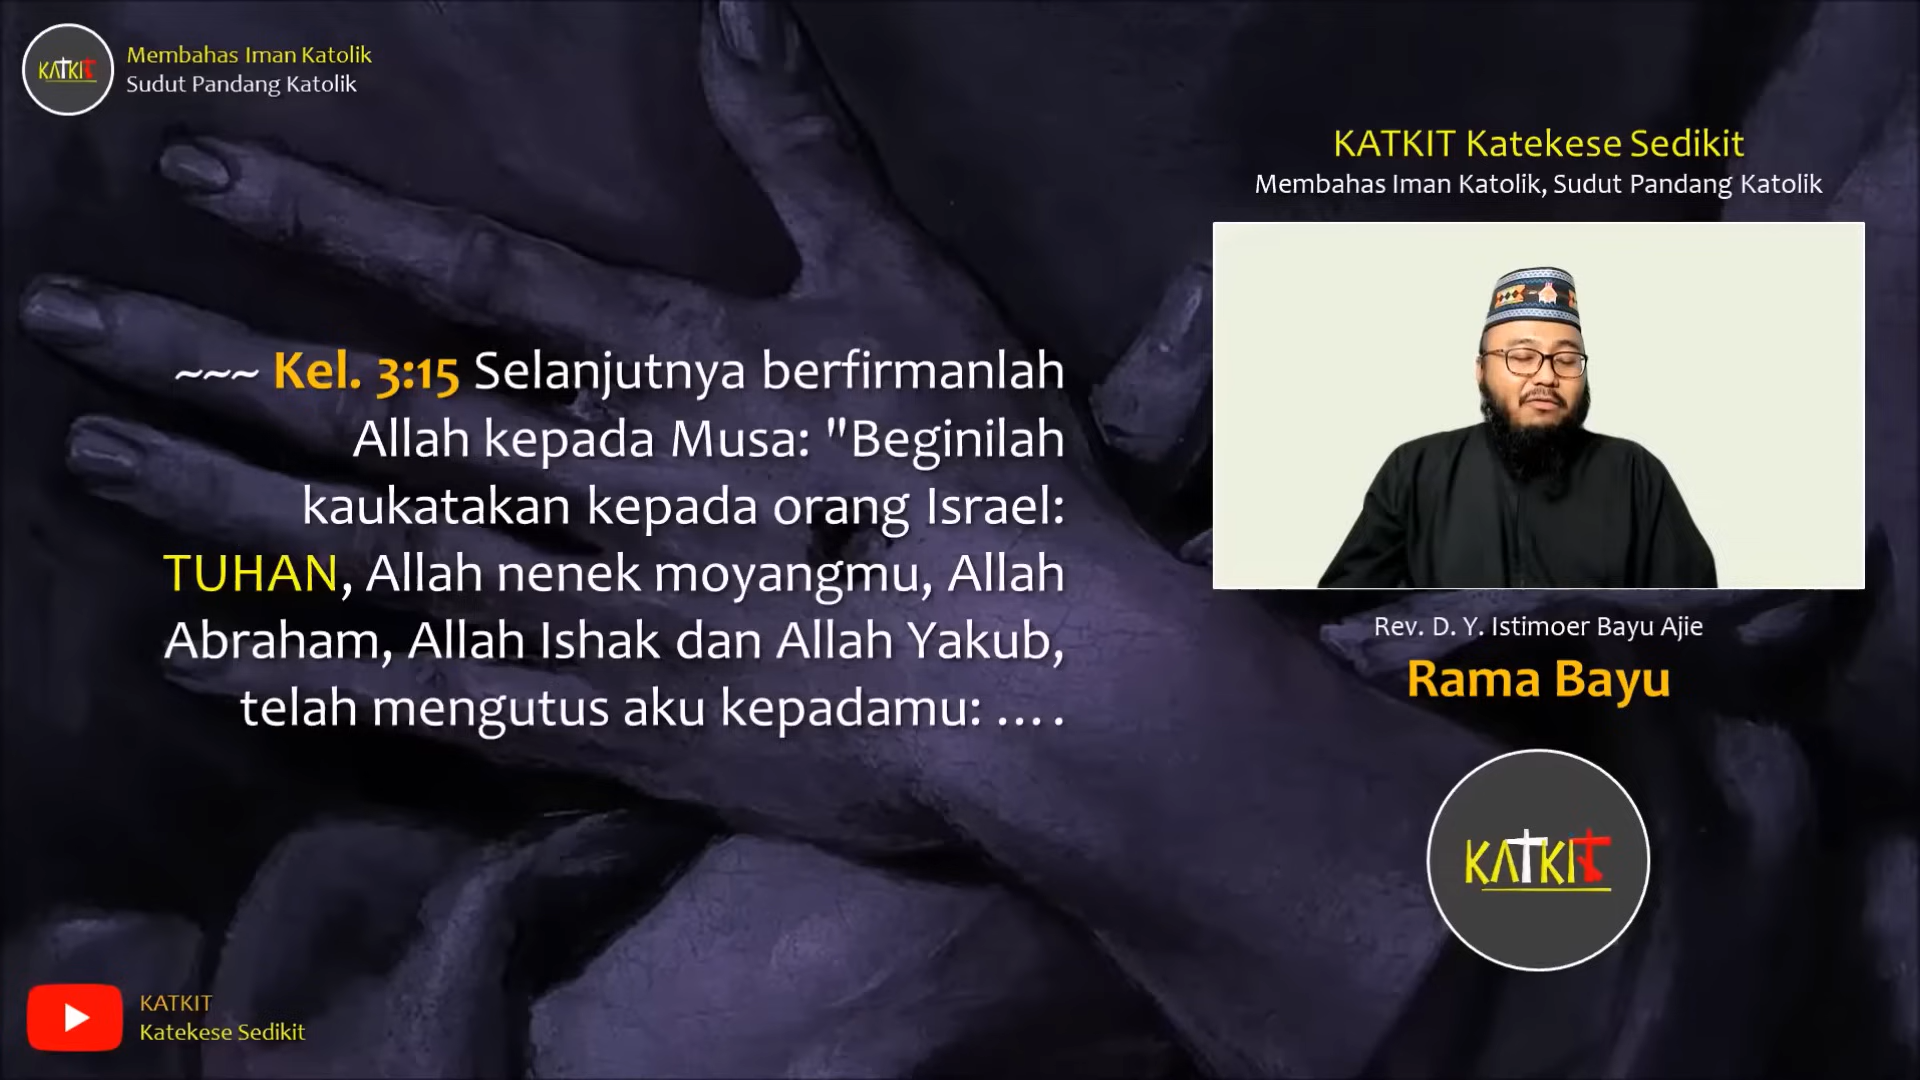 KATKIT
Membahas Iman Katolik
Sudut Pandang Katolik
~~~ Kel. 3:15 Selanjutnya berfirmanlah
Allah kepada Musa: "Beginilah
kaukatakan kepada orang Israel:
TUHAN, Allah nenek moyangmu, Allah
Abraham, Allah Ishak dan Allah Yakub,
telah mengutus aku kepadamu: ….
KATKIT Katekese Sedikit
Membahas Iman Katolik, Sudut Pandang Katolik
Rev. D. Y. Istimoer Bayu Ajie
Rama Bayu
KATKIT
KATKIT
Katekese Sedikit